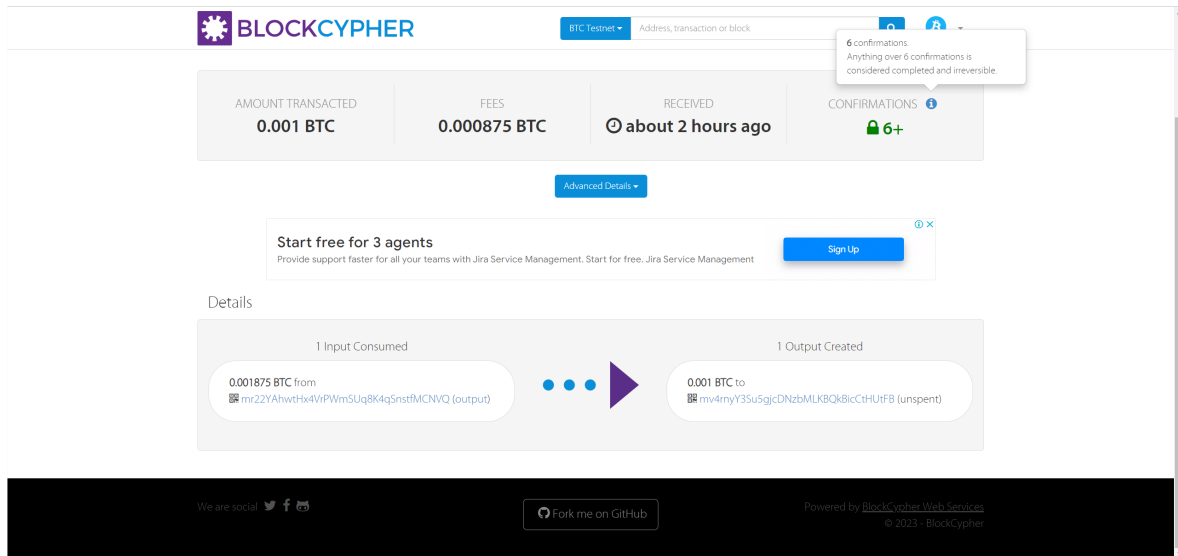 BLOCKCYPHER
BTC Testnet
Address, transaction or block
6 confirmations.
Anything over 6 confirmations is
considered completed and irreversible.
AMOUNT TRANSACTED
0.001 BTC
FEES
0.000875 BTC
RECEIVED
about 2 hours ago
CONFIRMATIONS
6+
Advanced Details
Start free for 3 agents
Provide support faster for all your teams with Jira Service Management. Start for free. Jira Service Management
Sign Up
Details
1 Input Consumed
0.001875 BTC from
mr22YAhwtHx4VrPWmSUq8K4qSnstfMCNVQ (output)
1 Output Created
0.001 BTC to
mv4rnyY3Su5gjcDNzbMLKBQkBicCtHUtFB (unspent)
We are social
Fork me on GitHub
Powered by BlockCypher Web Services
© 2023 - BlockCypher